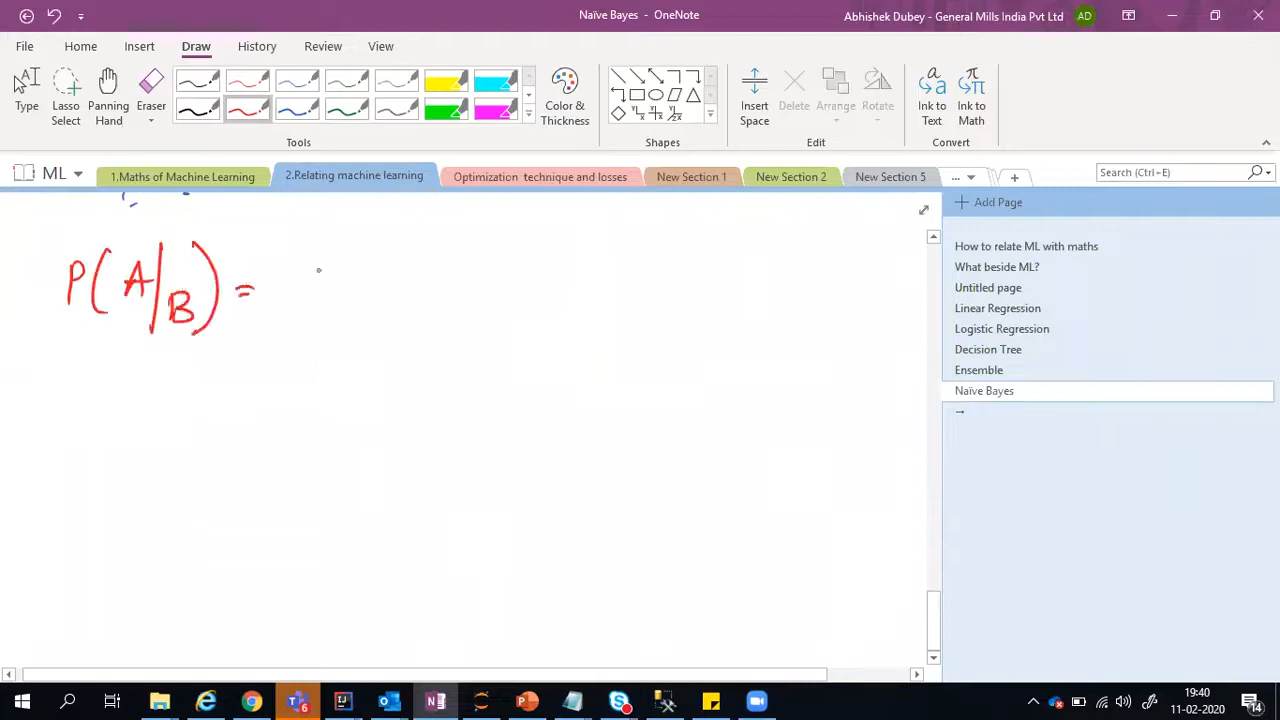 Naïve Bayes - OneNote
Abhishek Dubey - General Mills India Pvt Ltd
AD
File Home Insert Draw History Review View
Type
Lasso Select
Panning Hand
Eraser
Color & Thickness
Insert Space
Delete
Arrange
Rotate
Ink to Text
Ink to Math
Tools Shapes Edit Convert
ML
1.Maths of Machine Learning
2.Relating machine learning
Optimization technique and losses
New Section 1
New Section 2
New Section 5
...
Search (Ctrl+E)
Add Page
How to relate ML with maths
What beside ML?
Untitled page
Linear Regression
Logistic Regression
Decision Tree
Ensemble
Naïve Bayes
→
P(A|B) =
6
19:40
11-02-2020
14